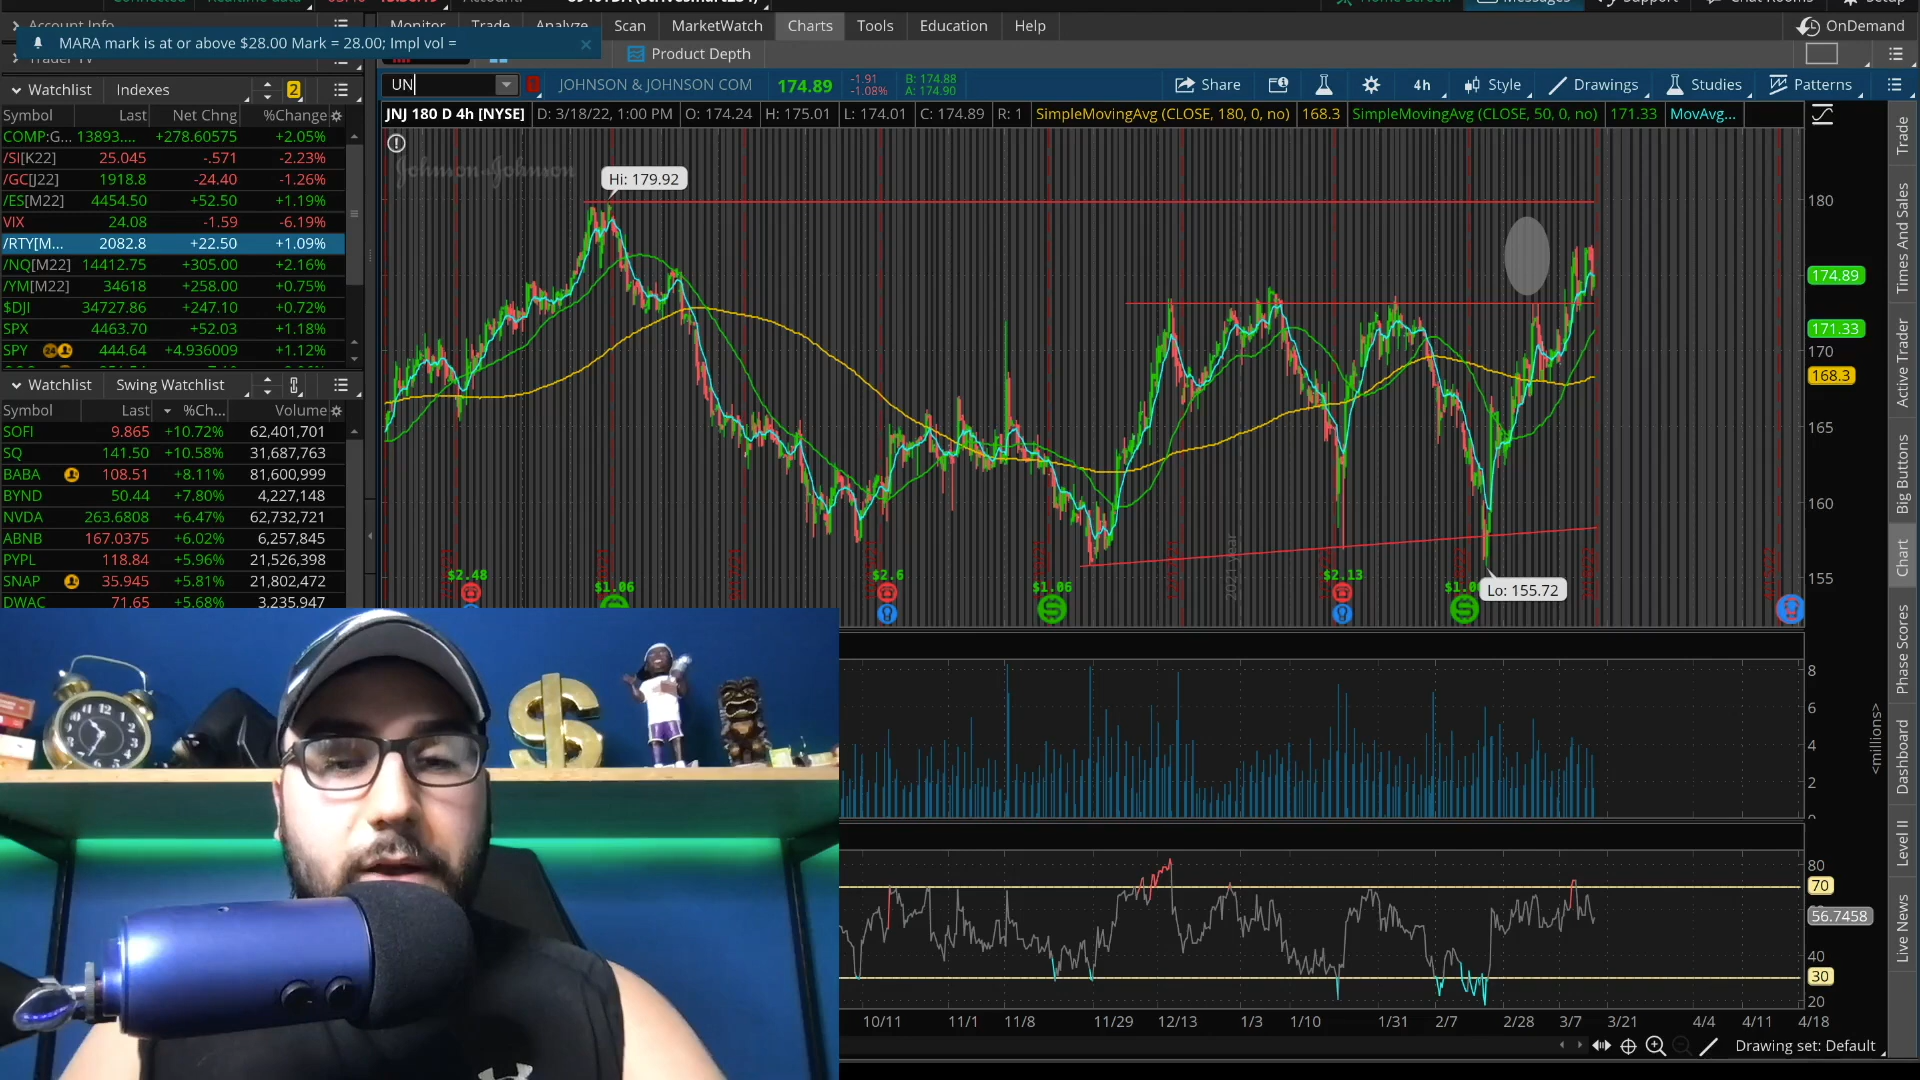 Monitor Trade Analyze Scan MarketWatch Charts Tools Education Help OnDemand
MARA mark is at or above $28.00 Mark = 28.00; Impl vol = ×
Product Depth
Watchlist Indexes 2
Symbol Last Net Chng %Change
COMP:G... 13893.... +278.60575 +2.05%
/SI[K22] 25.045 -.571 -2.23%
/GC[J22] 1918.8 -24.40 -1.26%
/ES[M22] 4454.50 +52.50 +1.19%
VIX 24.08 -1.59 -6.19%
/RTY[M... 2082.8 +22.50 +1.09%
/NQ[M22] 14412.75 +305.00 +2.16%
/YM[M22] 34618 +258.00 +0.75%
$DJI 34727.86 +247.10 +0.72%
SPX 4463.70 +52.03 +1.18%
SPY 444.64 +4.936009 +1.12%
Watchlist Swing Watchlist
Symbol Last %Ch... Volume
SOFI 9.865 +10.72% 62,401,701
SQ 141.50 +10.58% 31,687,763
BABA 108.51 +8.11% 81,600,999
BYND 50.44 +7.80% 4,227,148
NVDA 263.6808 +6.47% 62,732,721
ABNB 167.0375 +6.02% 6,257,845
PYPL 118.84 +5.96% 21,526,398
SNAP 35.945 +5.81% 21,802,472
DWAC 71.65 +5.68% 3,235,947
UN JOHNSON & JOHNSON COM 174.89 -1.91 -1.08% B: 174.88 A: 174.90 Share 4h Style Drawings Studies Patterns
JNJ 180 D 4h [NYSE] D: 3/18/22, 1:00 PM O: 174.24 H: 175.01 L: 174.01 C: 174.89 R: 1 SimpleMovingAvg (CLOSE, 180, 0, no) 168.3 SimpleMovingAvg (CLOSE, 50, 0, no) 171.33 MovAvg...
Johnson & Johnson
Hi: 179.92
180
174.89
171.33
170
168.3
165
160
155
$2.48 $1.06 $2.6 $1.06 $2.13
Lo: 155.72
8
6
4
2
<millions>
80
70
56.7458
40
30
20
10/11 11/1 11/8 11/29 12/13 1/3 1/10 1/31 2/7 2/28 3/7 3/21 4/4 4/11 4/18
Drawing set: Default
Trade
Times And Sales
Active Trader
Big Buttons
Chart
Phase Scores
Dashboard
Level II
Live News